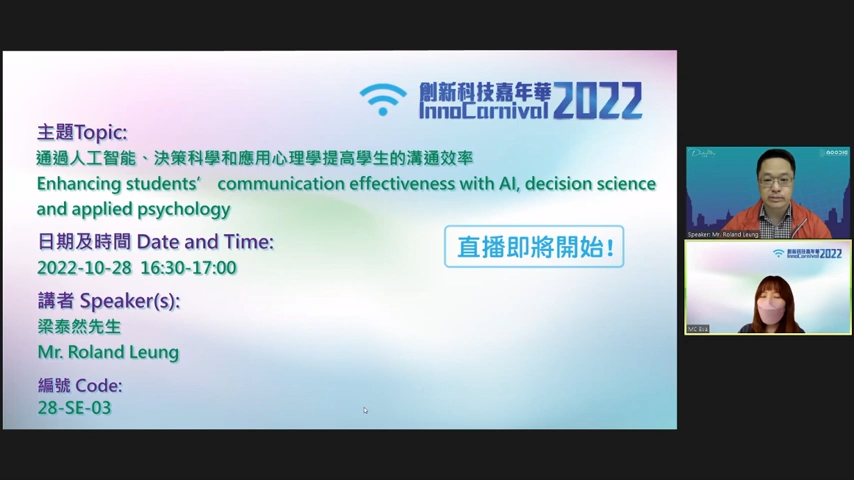 創新科技嘉年華
InnoCarnival 2022
主題Topic:
通過人工智能、決策科學和應用心理學提高學生的溝通效率
Enhancing students' communication effectiveness with AI, decision science
and applied psychology
日期及時間 Date and Time:
2022-10-28 16:30-17:00
直播即將開始!
講者 Speaker(s):
梁泰然先生
Mr. Roland Leung
編號 Code:
28-SE-03
Speaker: Mr. Roland Leung
創新科技嘉年華
InnoCarnival 2022
MC Eva